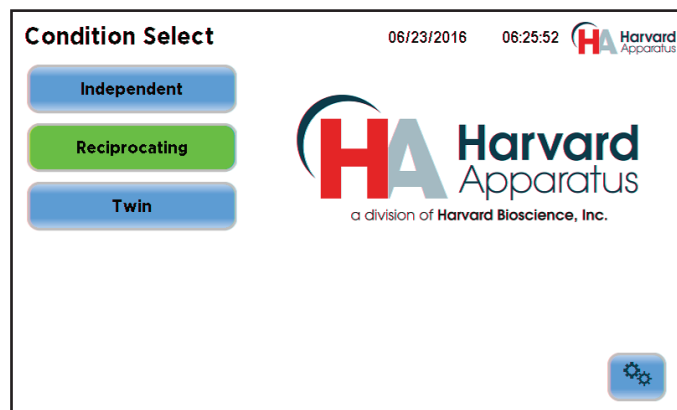 Condition Select
06/23/2016 06:25:52 HA Harvard Apparatus
Independent
Reciprocating
Twin
HA Harvard
Apparatus
a division of Harvard Bioscience, Inc.